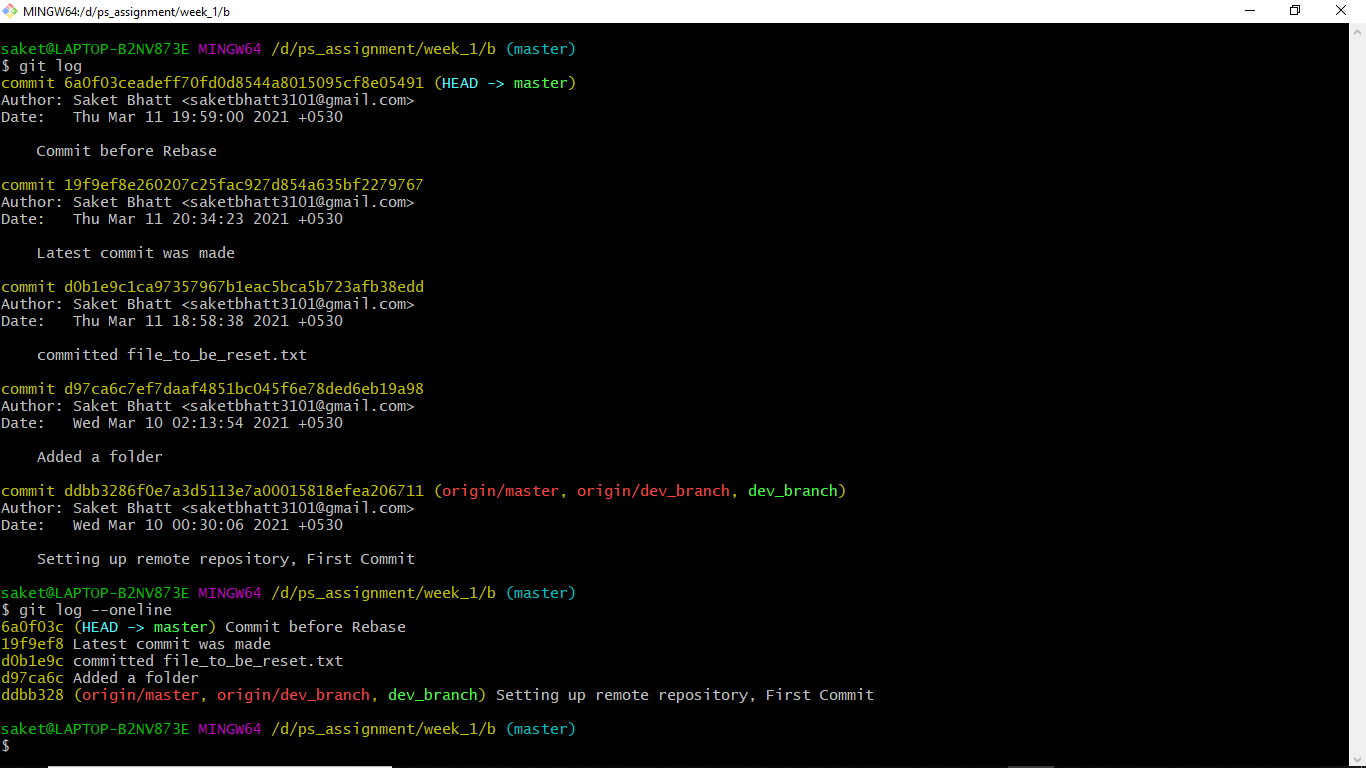 MINGW64:/d/ps_assignment/week_1/b
saket@LAPTOP-B2NV873E MINGW64 /d/ps_assignment/week_1/b (master)
$ git log
commit 6a0f03ceadeff70fd0d8544a8015095cf8e05491 (HEAD -> master)
Author: Saket Bhatt <saketbhatt3101@gmail.com>
Date:   Thu Mar 11 19:59:00 2021 +0530
    Commit before Rebase
commit 19f9ef8e260207c25fac927d854a635bf2279767
Author: Saket Bhatt <saketbhatt3101@gmail.com>
Date:   Thu Mar 11 20:34:23 2021 +0530
    Latest commit was made
commit d0b1e9c1ca97357967b1eac5bca5b723afb38edd
Author: Saket Bhatt <saketbhatt3101@gmail.com>
Date:   Thu Mar 11 18:58:38 2021 +0530
    committed file_to_be_reset.txt
commit d97ca6c7ef7daaf4851bc045f6e78ded6eb19a98
Author: Saket Bhatt <saketbhatt3101@gmail.com>
Date:   Wed Mar 10 02:13:54 2021 +0530
    Added a folder
commit ddbb3286f0e7a3d5113e7a00015818efea206711 (origin/master, origin/dev_branch, dev_branch)
Author: Saket Bhatt <saketbhatt3101@gmail.com>
Date:   Wed Mar 10 00:30:06 2021 +0530
    Setting up remote repository, First Commit
saket@LAPTOP-B2NV873E MINGW64 /d/ps_assignment/week_1/b (master)
$ git log --oneline
6a0f03c (HEAD -> master) Commit before Rebase
19f9ef8 Latest commit was made
d0b1e9c committed file_to_be_reset.txt
d97ca6c Added a folder
ddbb328 (origin/master, origin/dev_branch, dev_branch) Setting up remote repository, First Commit
saket@LAPTOP-B2NV873E MINGW64 /d/ps_assignment/week_1/b (master)
$